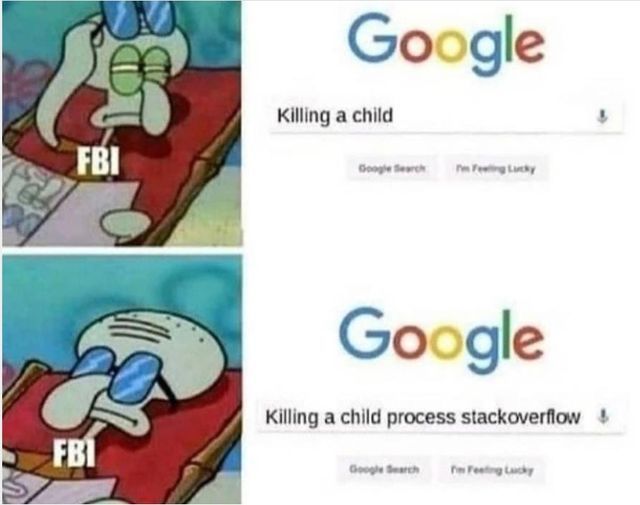 Google
Killing a child
FBI
Google Search
I'm Feeling Lucky
Google
Killing a child process stackoverflow
FBI
Google Search
I'm Feeling Lucky